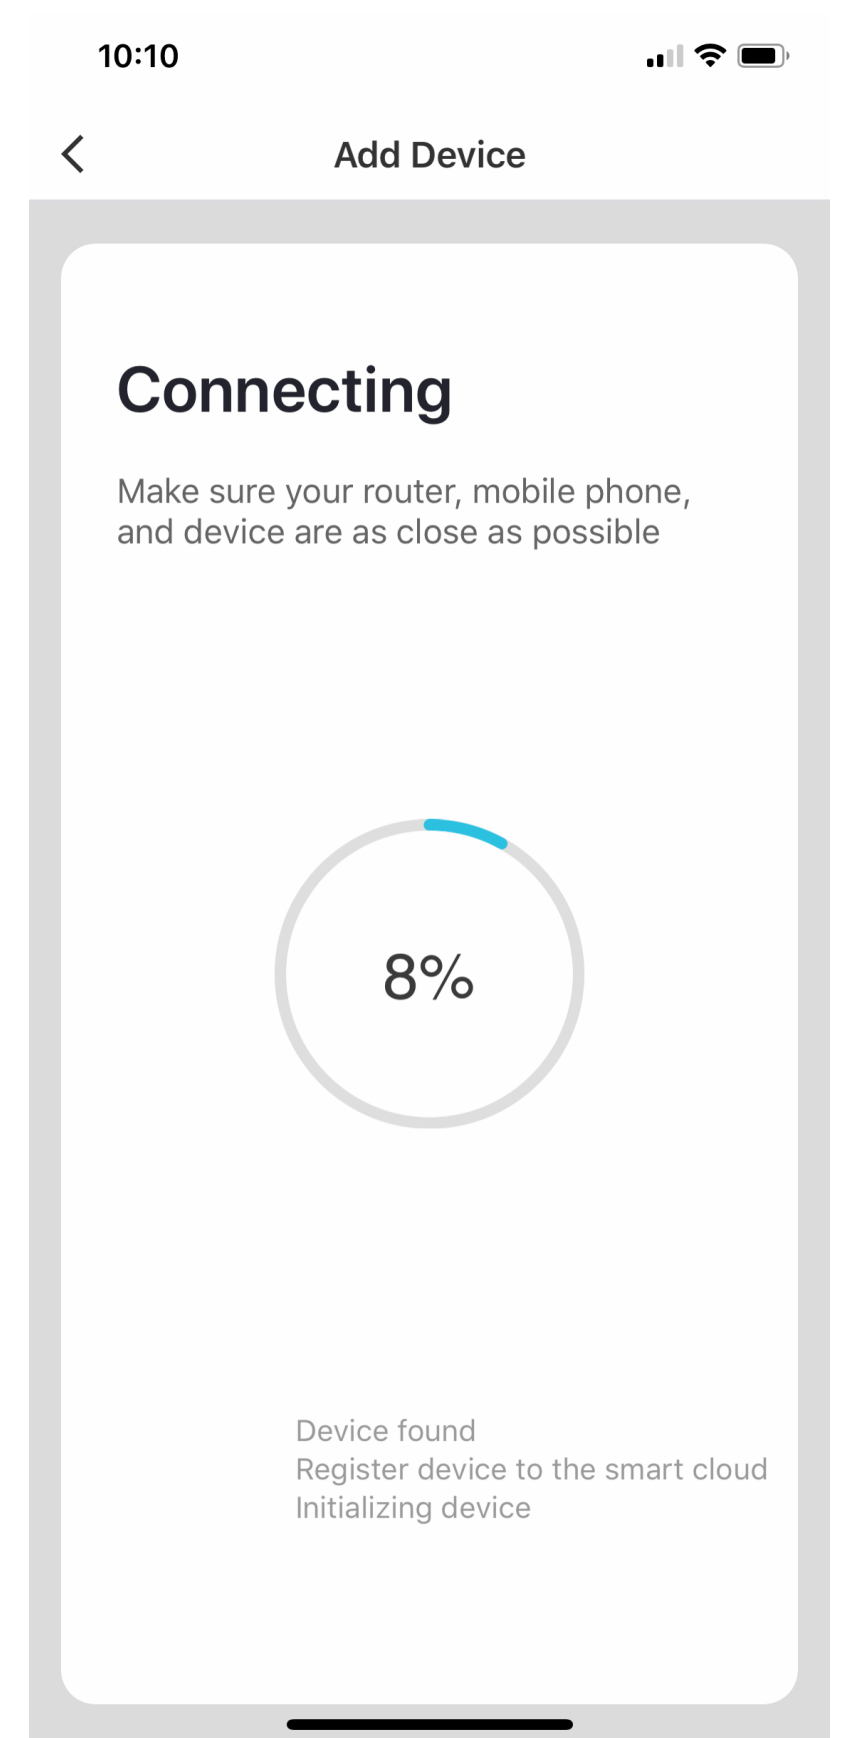 10:10
Add Device
Connecting
Make sure your router, mobile phone,
and device are as close as possible
8%
Device found
Register device to the smart cloud
Initializing device